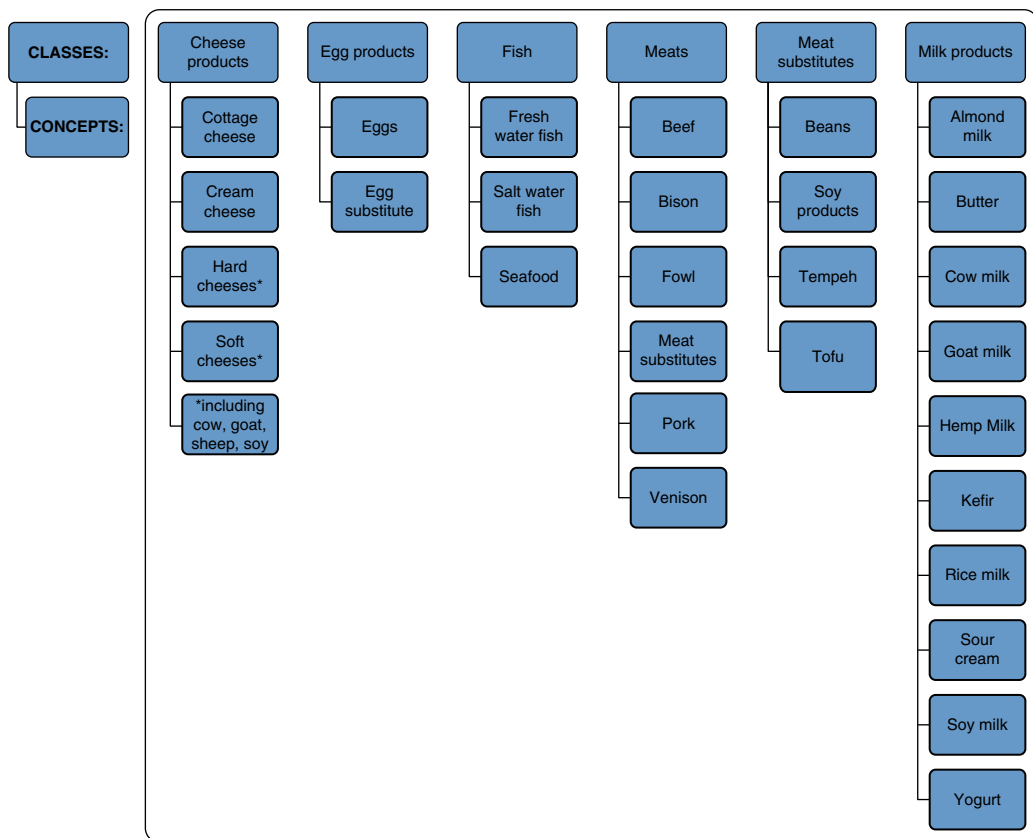 CLASSES:
CONCEPTS:
Cheese
products
Cottage
cheese
Cream
cheese
Hard
cheeses*
Soft
cheeses*
*including
cow, goat,
sheep, soy
Egg products
Eggs
Egg
substitute
Fish
Fresh
water fish
Salt water
fish
Seafood
Meats
Beef
Bison
Fowl
Meat
substitutes
Pork
Venison
Meat
substitutes
Beans
Soy
products
Tempeh
Tofu
Milk products
Almond
milk
Butter
Cow milk
Goat milk
Hemp Milk
Kefir
Rice milk
Sour
cream
Soy milk
Yogurt